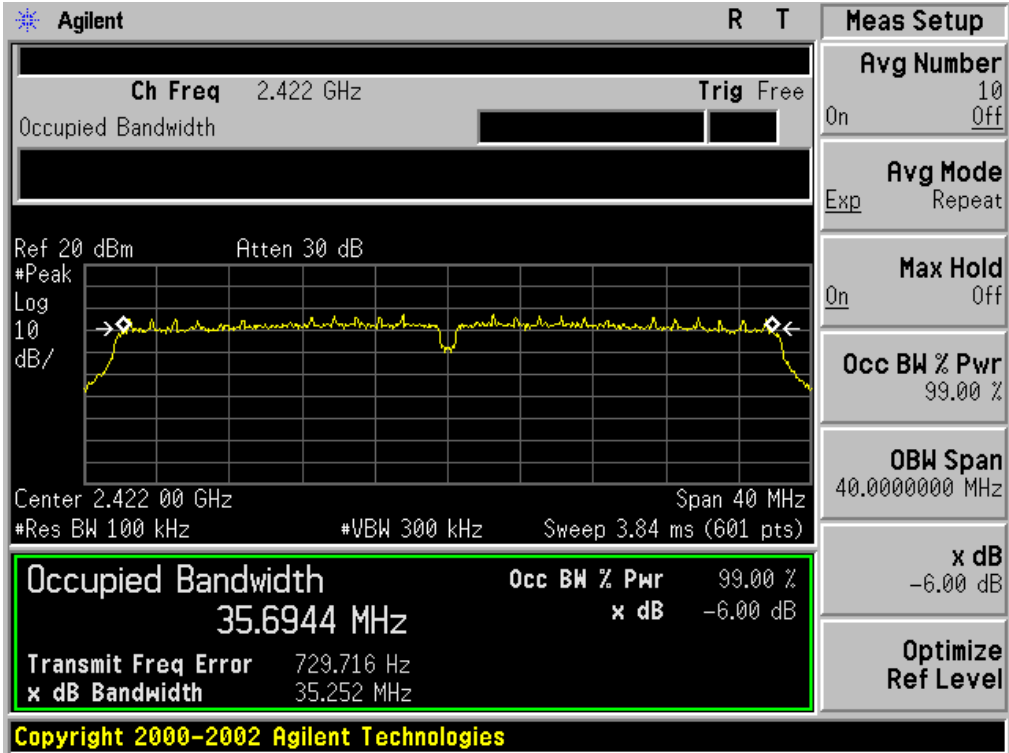 Agilent R T
Ch Freq 2.422 GHz Trig Free
Occupied Bandwidth
Ref 20 dBm Atten 30 dB
#Peak
Log
10
dB/
Center 2.422 00 GHz Span 40 MHz
#Res BW 100 kHz #VBW 300 kHz Sweep 3.84 ms (601 pts)
Occupied Bandwidth
35.6944 MHz
Occ BW % Pwr 99.00 %
x dB -6.00 dB
Transmit Freq Error 729.716 Hz
x dB Bandwidth 35.252 MHz
Copyright 2000-2002 Agilent Technologies
Meas Setup
Avg Number
10
On Off
Avg Mode
Exp Repeat
Max Hold
On Off
Occ BW % Pwr
99.00 %
OBW Span
40.0000000 MHz
x dB
-6.00 dB
Optimize
Ref Level